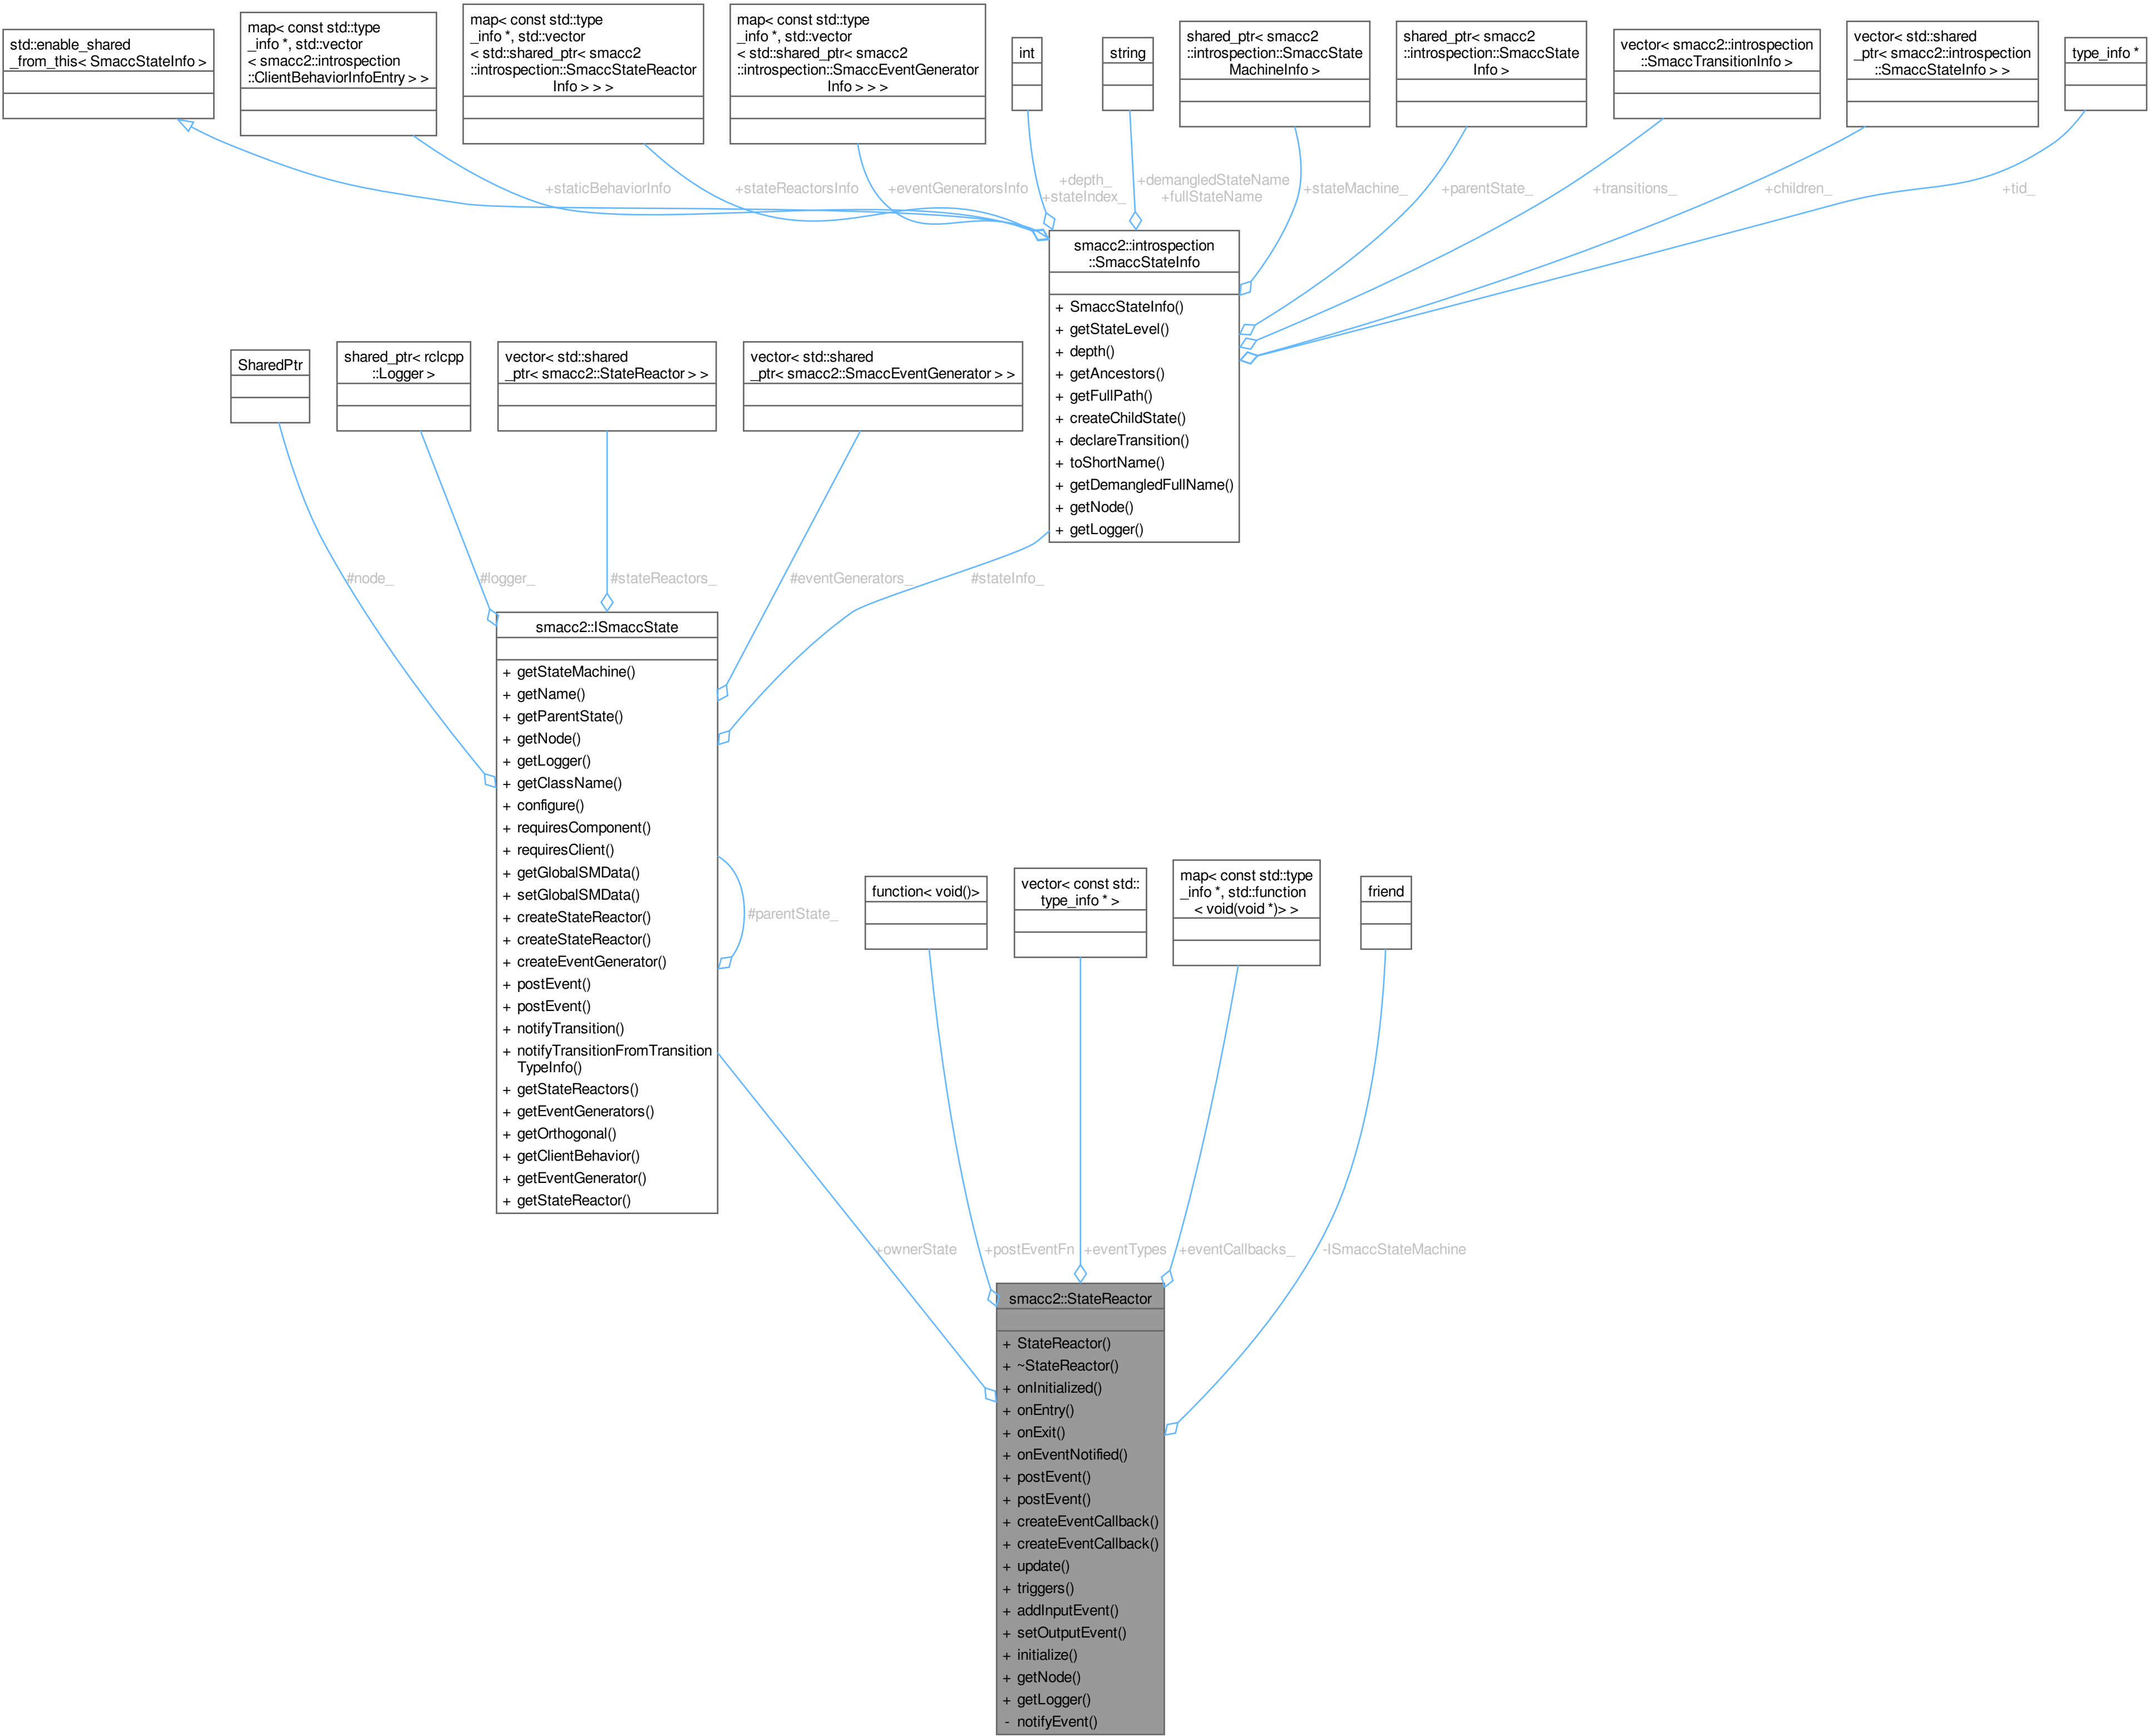 std::enable_shared
_from_this< SmaccStateInfo >
map< const std::type
_info *, std::vector
< smacc2::introspection
::ClientBehaviorInfoEntry > >
map< const std::type
_info *, std::vector
< std::shared_ptr< smacc2
::introspection::SmaccStateReactor
Info > > >
map< const std::type
_info *, std::vector
< std::shared_ptr< smacc2
::introspection::SmaccEventGenerator
Info > > >
int
string
shared_ptr< smacc2
::introspection::SmaccState
MachineInfo >
shared_ptr< smacc2
::introspection::SmaccState
Info >
vector< smacc2::introspection
::SmaccTransitionInfo >
vector< std::shared
_ptr< smacc2::introspection
::SmaccStateInfo > >
type_info *
+staticBehaviorInfo
+stateReactorsInfo
+eventGeneratorsInfo
+depth_
+stateIndex_
+demangledStateName
+fullStateName
+stateMachine_
+parentState_
+transitions_
+children_
+tid_
smacc2::introspection
::SmaccStateInfo
+ SmaccStateInfo()
+ getStateLevel()
+ depth()
+ getAncestors()
+ getFullPath()
+ createChildState()
+ declareTransition()
+ toShortName()
+ getDemangledFullName()
+ getNode()
+ getLogger()
SharedPtr
shared_ptr< rclcpp
::Logger >
vector< std::shared
_ptr< smacc2::StateReactor > >
vector< std::shared
_ptr< smacc2::SmaccEventGenerator > >
#node_
#logger_
#stateReactors_
#eventGenerators_
#stateInfo_
smacc2::ISmaccState
+ getStateMachine()
+ getName()
+ getParentState()
+ getNode()
+ getLogger()
+ getClassName()
+ configure()
+ requiresComponent()
+ requiresClient()
+ getGlobalSMData()
+ setGlobalSMData()
+ createStateReactor()
+ createStateReactor()
+ createEventGenerator()
+ postEvent()
+ postEvent()
+ notifyTransition()
+ notifyTransitionFromTransition
TypeInfo()
+ getStateReactors()
+ getEventGenerators()
+ getOrthogonal()
+ getClientBehavior()
+ getEventGenerator()
+ getStateReactor()
#parentState_
function< void()>
vector< const std::
type_info * >
map< const std::type
_info *, std::function
< void(void *)> >
friend
+ownerState
+postEventFn
+eventTypes
+eventCallbacks_
-ISmaccStateMachine
smacc2::StateReactor
+ StateReactor()
+ ~StateReactor()
+ onInitialized()
+ onEntry()
+ onExit()
+ onEventNotified()
+ postEvent()
+ postEvent()
+ createEventCallback()
+ createEventCallback()
+ update()
+ triggers()
+ addInputEvent()
+ setOutputEvent()
+ initialize()
+ getNode()
+ getLogger()
- notifyEvent()